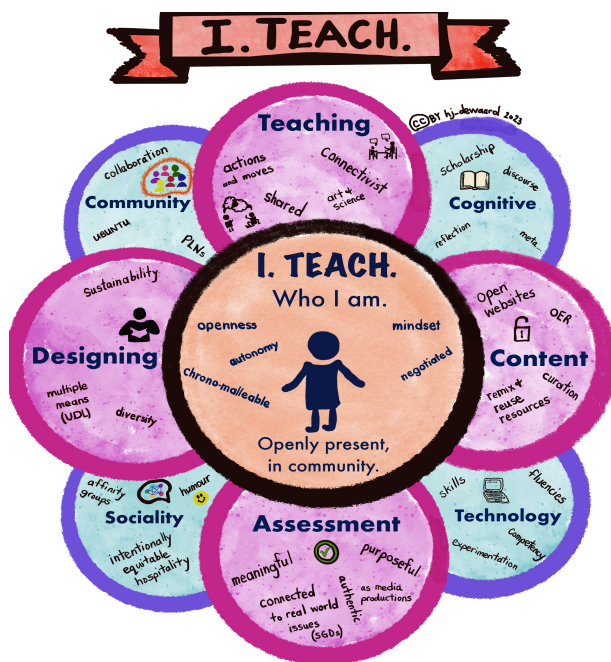 I. TEACH.
CC BY hj-dewaard 2023
Teaching
actions
and moves
Connectivist
shared
art +
science
collaboration
Community
UBUNTU
PLNs
scholarship
discourse
Cognitive
reflection
meta...
I. TEACH.
Who I am.
openness
mindset
autonomy
chrono-malleable
negotiated
Openly present,
in community.
Sustainability
Designing
multiple
means
(UDL)
diversity
Open
websites
OER
Content
remix +
reuse
resources
curation
affinity
groups
humour
Sociality
intentionally
equitable
hospitality
Assessment
meaningful
purposeful
connected
to real world
issues
(SGDs)
authentic
as media
productions
skills
fluencies
Technology
experimentation
Competency